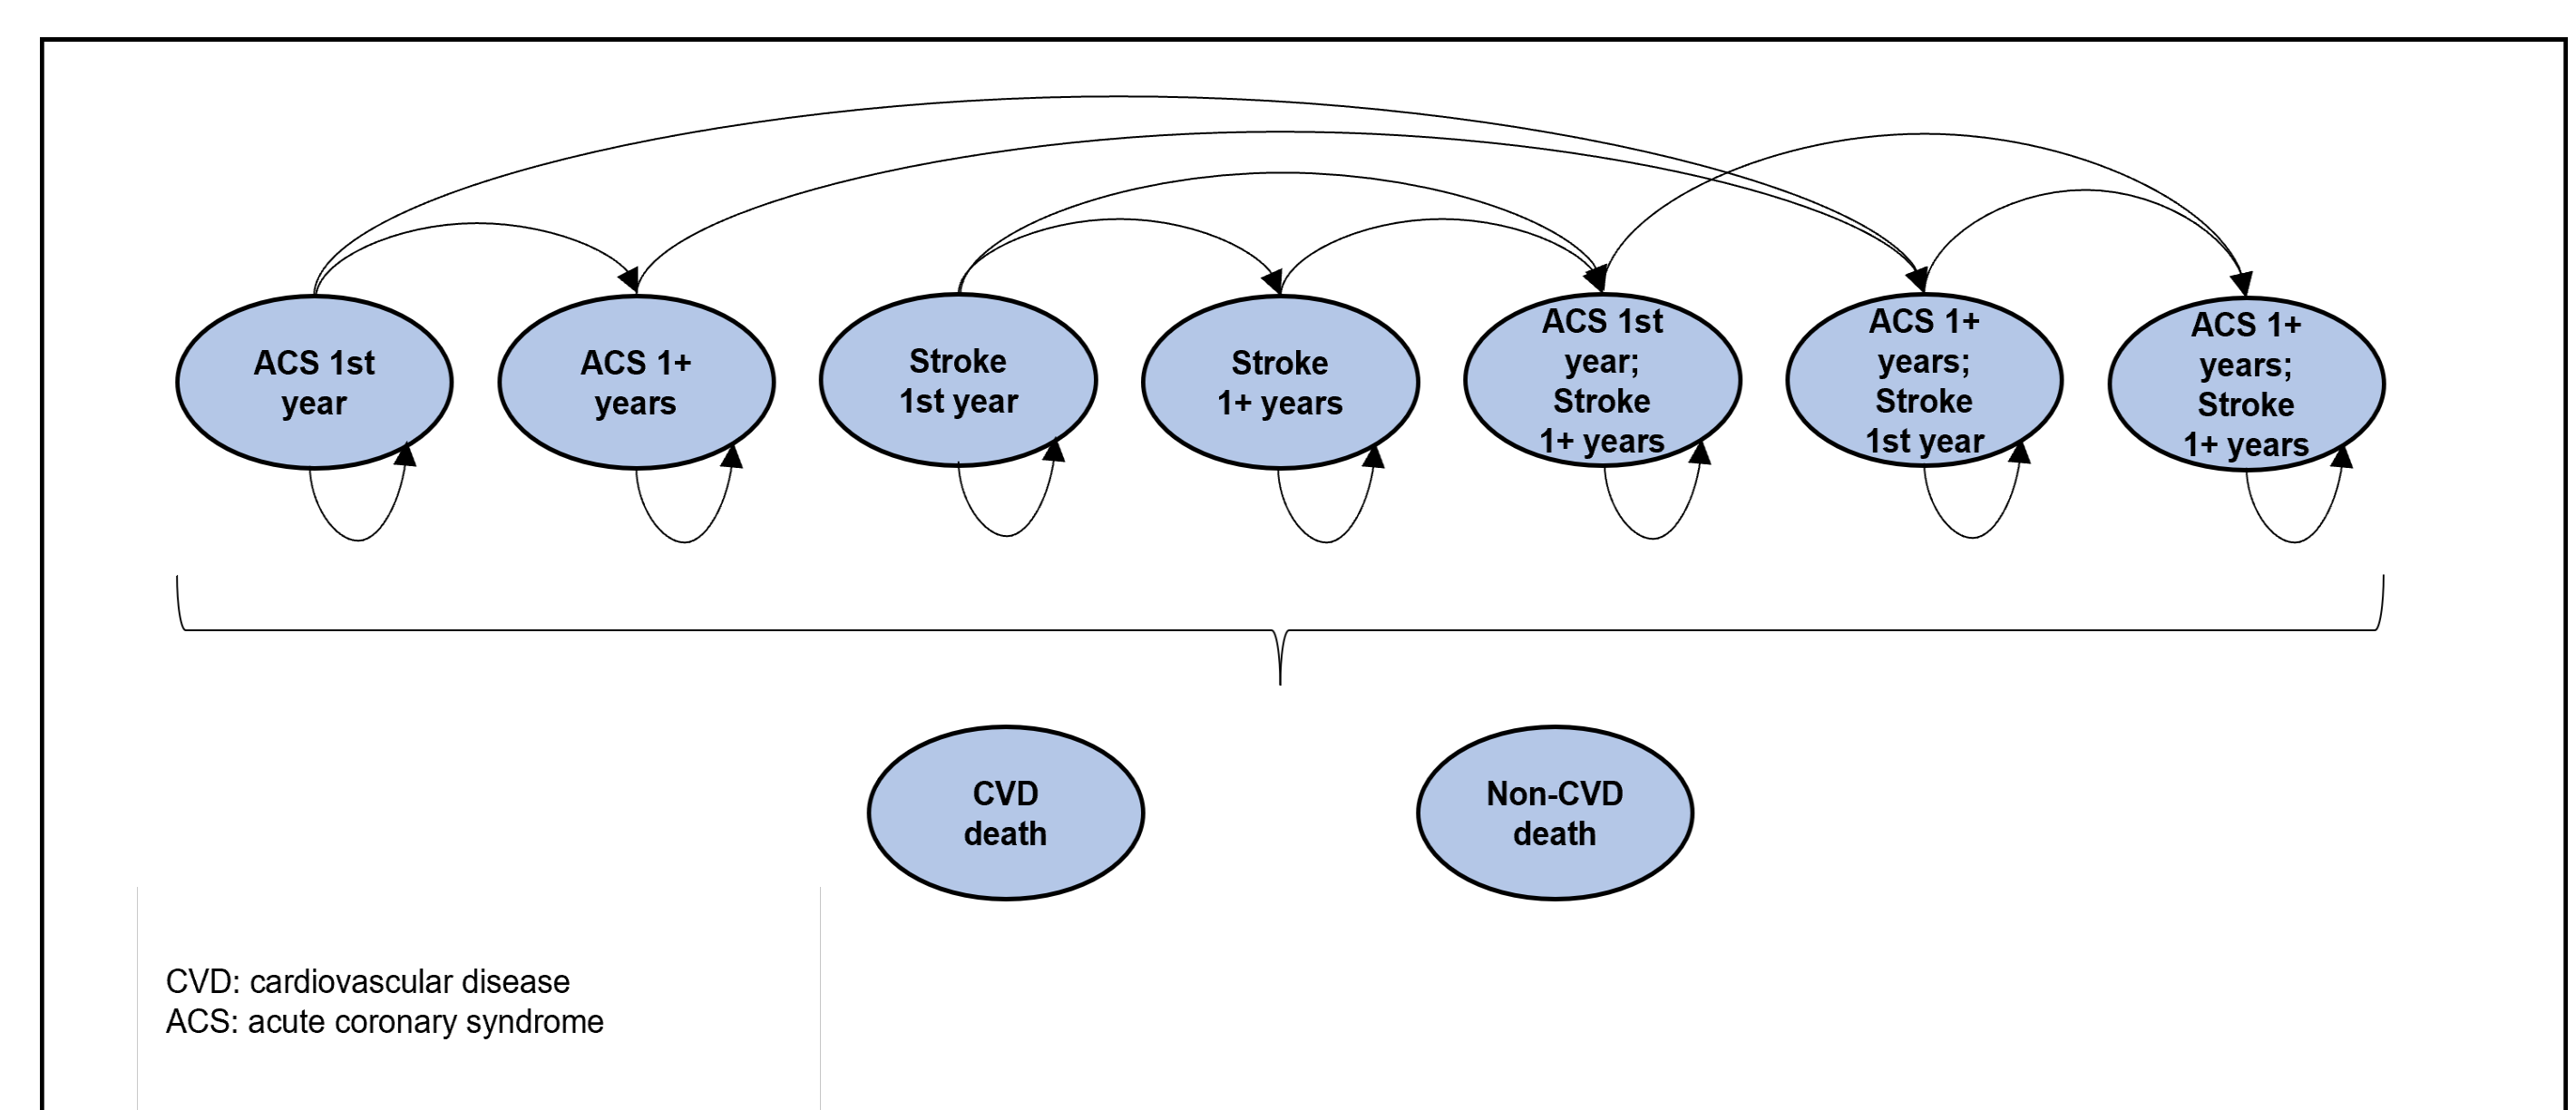 ACS 1st
year
ACS 1+
years
Stroke
1st year
Stroke
1+ years
ACS 1st
year;
Stroke
1+ years
ACS 1+
years;
Stroke
1st year
ACS 1+
years;
Stroke
1+ years
CVD
death
Non-CVD
death
CVD: cardiovascular disease
ACS: acute coronary syndrome